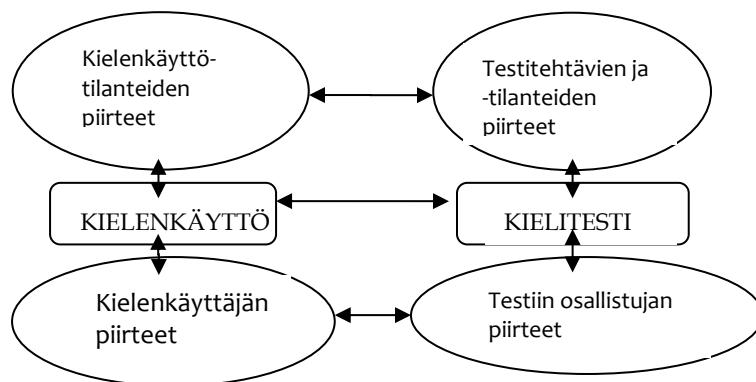 Kielenkäyttö-
tilanteiden
piirteet
Testitehtävien ja
-tilanteiden
piirteet
KIELENKÄYTTÖ
KIELITESTI
Kielenkäyttäjän
piirteet
Testiin osallistujan
piirteet